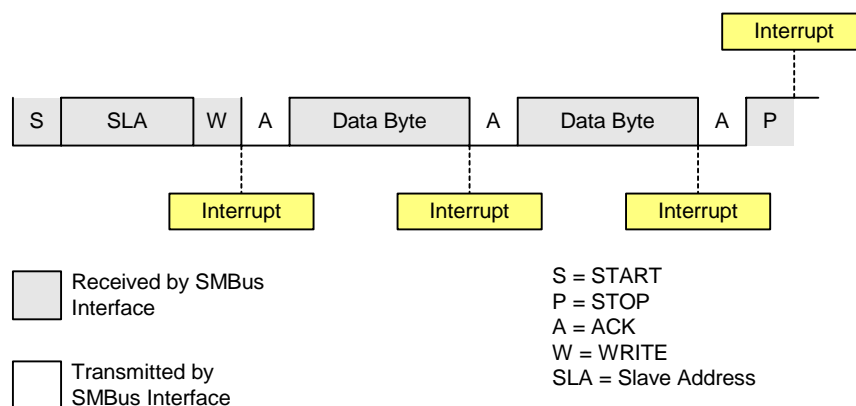 Interrupt
S
SLA
W
A
Data Byte
A
Data Byte
A
P
Interrupt
Interrupt
Interrupt
Received by SMBus
Interface
Transmitted by
SMBus Interface
S = START
P = STOP
A = ACK
W = WRITE
SLA = Slave Address